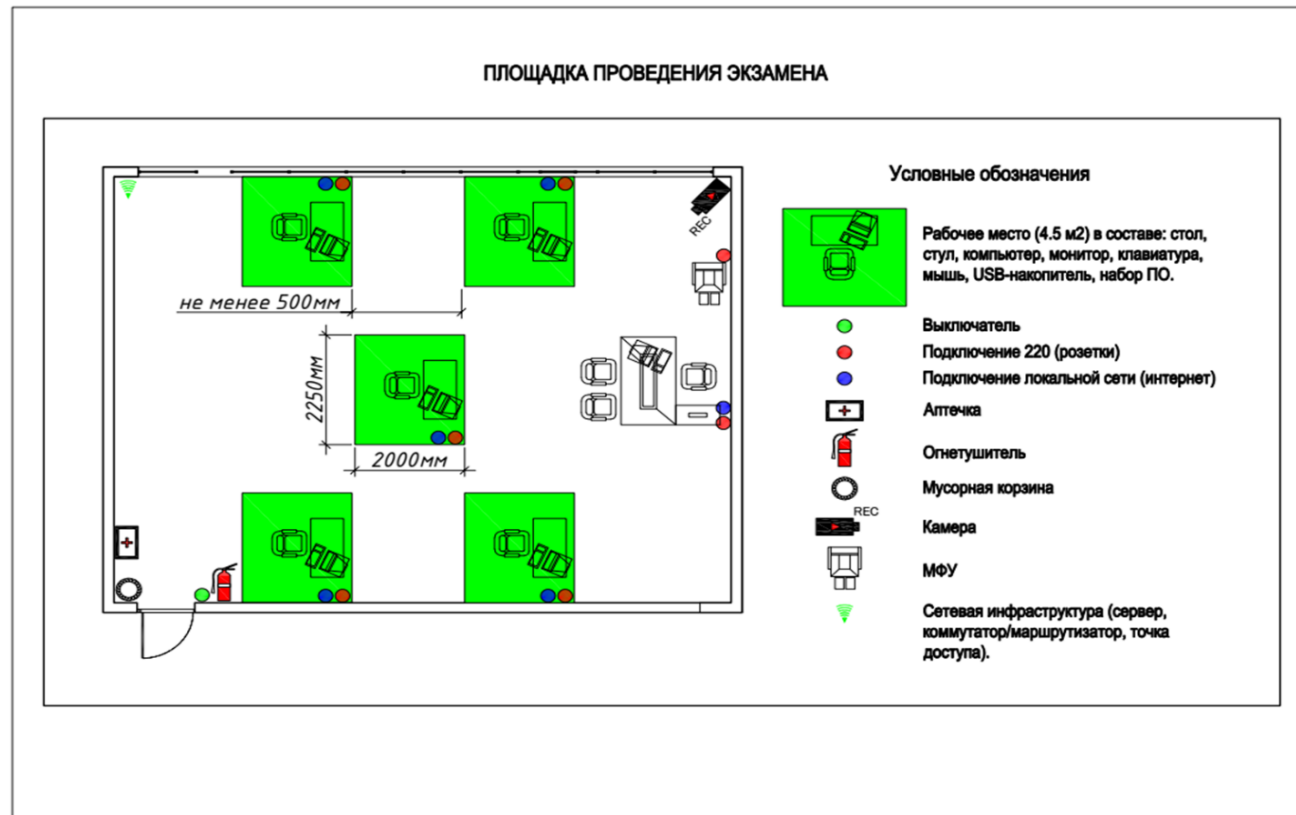 ПЛОЩАДКА ПРОВЕДЕНИЯ ЭКЗАМЕНА
REC
не менее 500мм
2250мм
2000мм
Условные обозначения
Рабочее место (4.5 м2) в составе: стол,
стул, компьютер, монитор, клавиатура,
мышь, USB-накопитель, набор ПО.
Выключатель
Подключение 220 (розетки)
Подключение локальной сети (интернет)
Аптечка
Огнетушитель
Мусорная корзина
REC
Камера
МФУ
Сетевая инфраструктура (сервер,
коммутатор/маршрутизатор, точка
доступа).